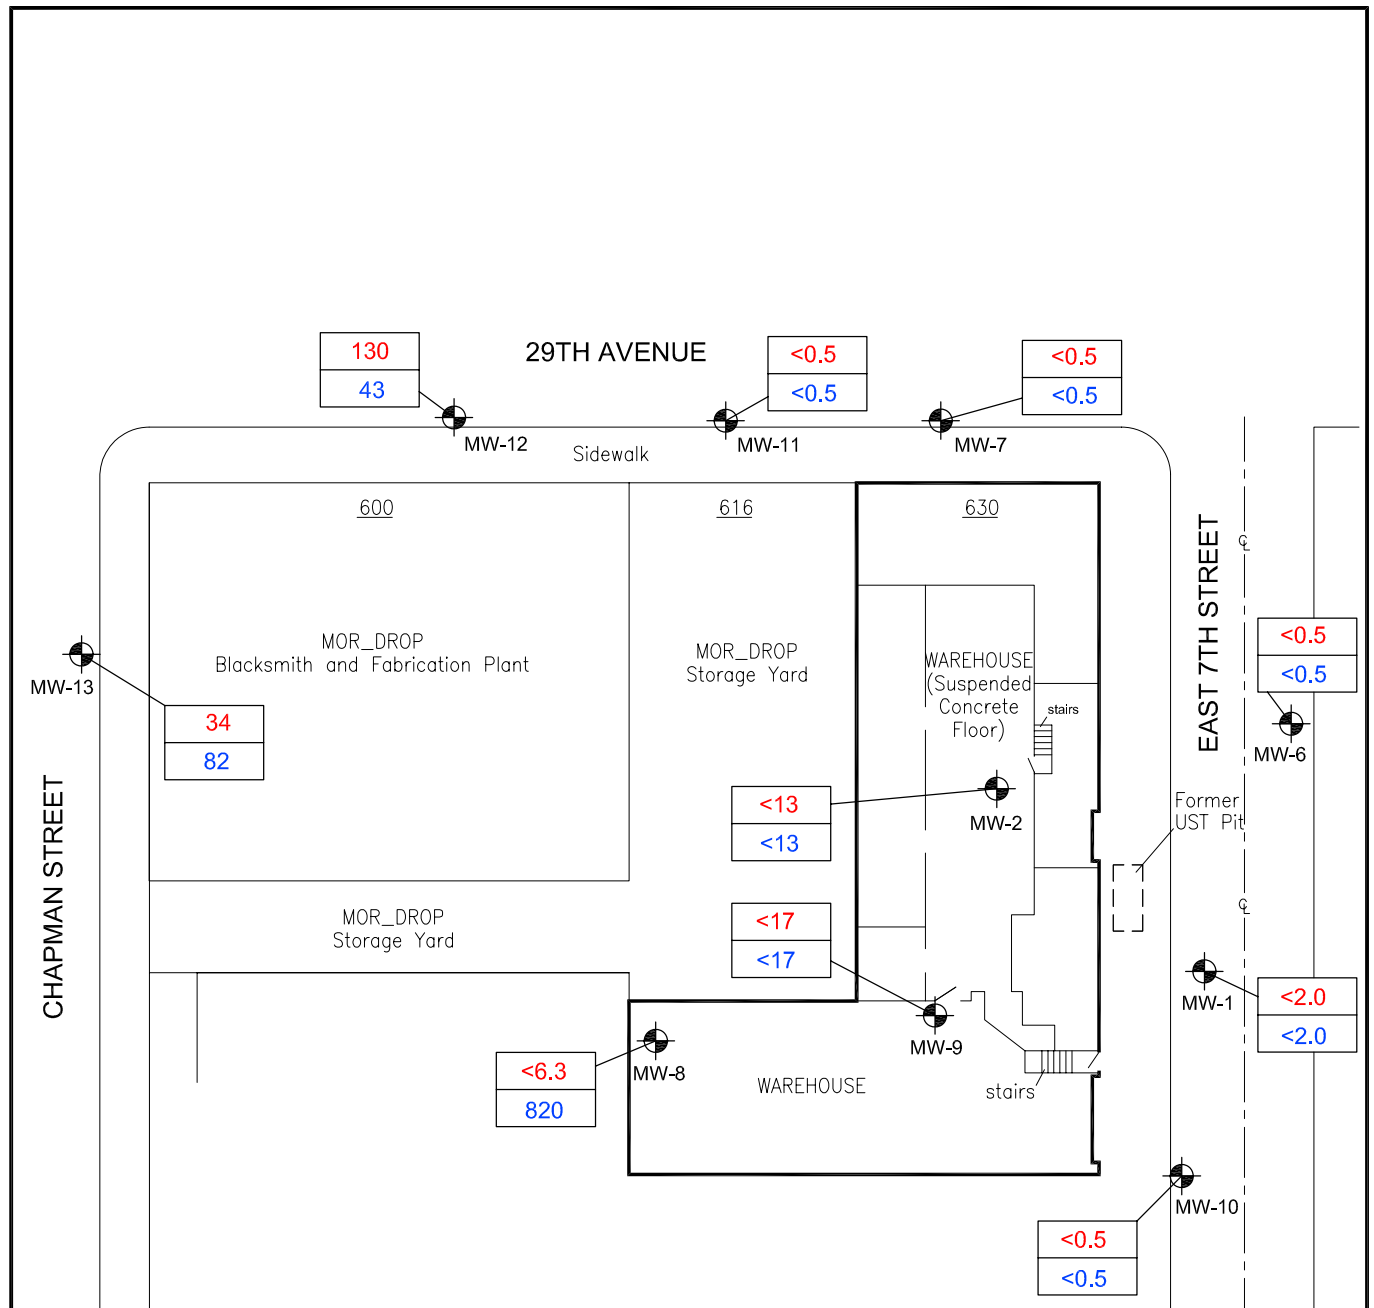 130
43
29TH AVENUE
<0.5
<0.5
<0.5
<0.5
MW-12
MW-11
MW-7
Sidewalk
600
616
630
EAST 7TH STREET
℄
MOR_DROP
Blacksmith and Fabrication Plant
MOR_DROP
Storage Yard
WAREHOUSE
(Suspended
Concrete
Floor)
stairs
<0.5
<0.5
MW-6
MW-13
34
82
CHAPMAN STREET
<13
<13
MW-2
Former
UST Pit
MOR_DROP
Storage Yard
<17
<17
℄
MW-1
<2.0
<2.0
MW-9
MW-8
<6.3
820
WAREHOUSE
stairs
MW-10
<0.5
<0.5